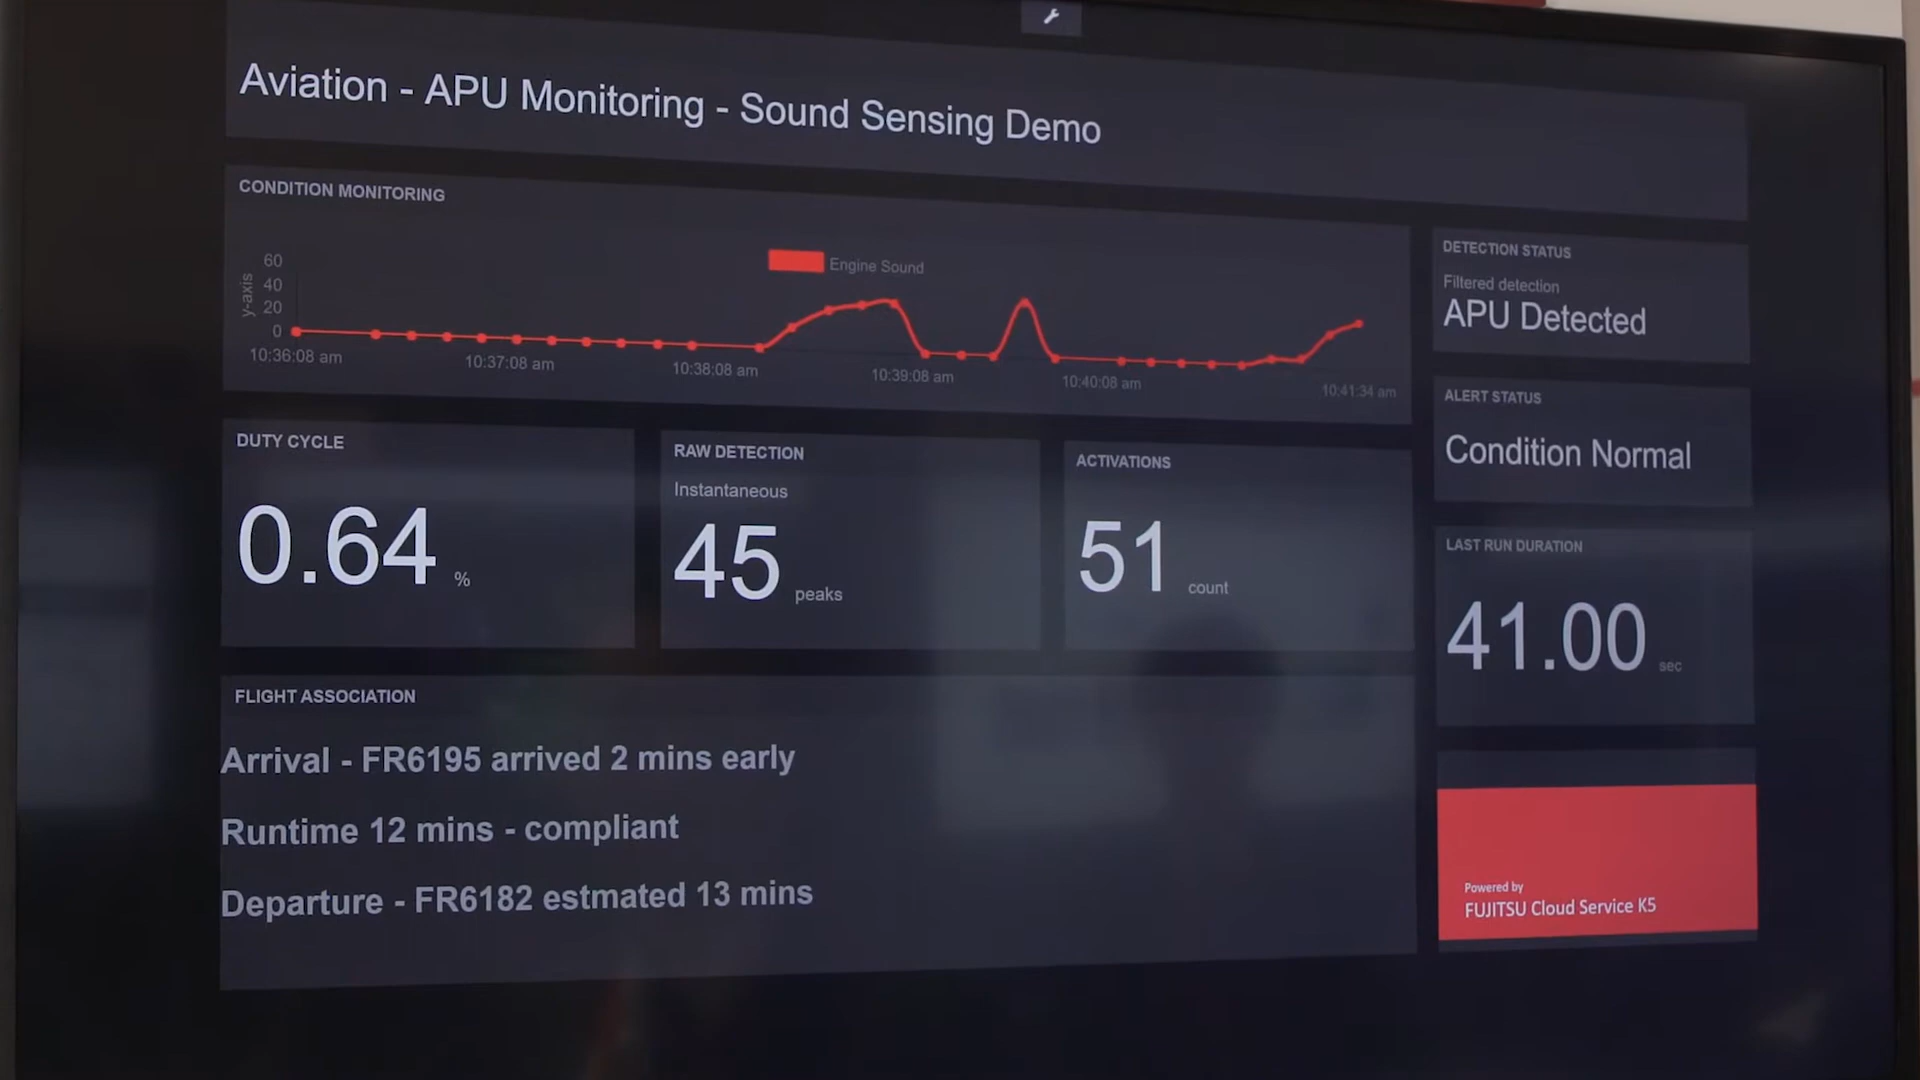 Aviation - APU Monitoring - Sound Sensing Demo
CONDITION MONITORING
Engine Sound
y-axis
60
40
20
0
10:36:08 am
10:37:08 am
10:38:08 am
10:39:08 am
10:40:08 am
10:41:34 am
DETECTION STATUS
Filtered detection
APU Detected
ALERT STATUS
Condition Normal
DUTY CYCLE
0.64 %
RAW DETECTION
Instantaneous
45 peaks
ACTIVATIONS
51 count
LAST RUN DURATION
41.00 sec
FLIGHT ASSOCIATION
Arrival - FR6195 arrived 2 mins early
Runtime 12 mins - compliant
Departure - FR6182 estmated 13 mins
Powered by
FUJITSU Cloud Service K5